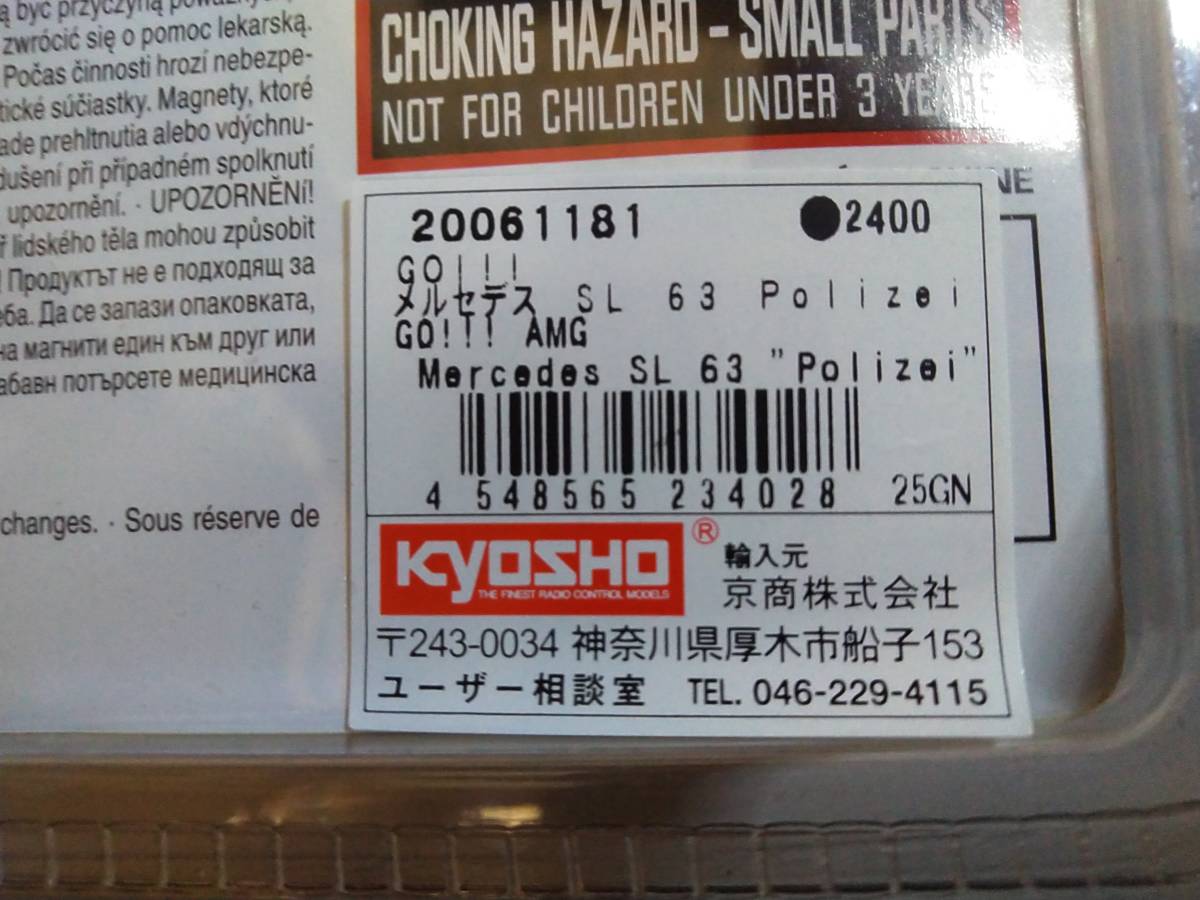 być przyczyną
zwrócić się o pomoc lekarską.
Počas činnosti hrozí nebezpe-
tické súčiastky. Magnety, ktoré
ade prehltnutia alebo vdýchnu-
dušení při případném spolknutí
upozornění. · UPOZORNĚNí!
lidského těla mohou způsobit
! Продуктът не е подходящ за
еба. Да се запази опаковката,
на магнити един към друг или
абавн потърсете медицинска
changes. · Sous réserve de
CHOKING HAZARD - SMALL PARTS
NOT FOR CHILDREN UNDER 3 YEARS
20061181 ●2400
GO!!!
メルセデス SL 63 Polizei
GO!!! AMG
Mercedes SL 63 "Polizei"
4 548565 234028 25GN
KYOSHO®
THE FINEST RADIO CONTROL MODELS
輸入元
京商株式会社
〒243-0034 神奈川県厚木市船子153
ユーザー相談室 TEL. 046-229-4115